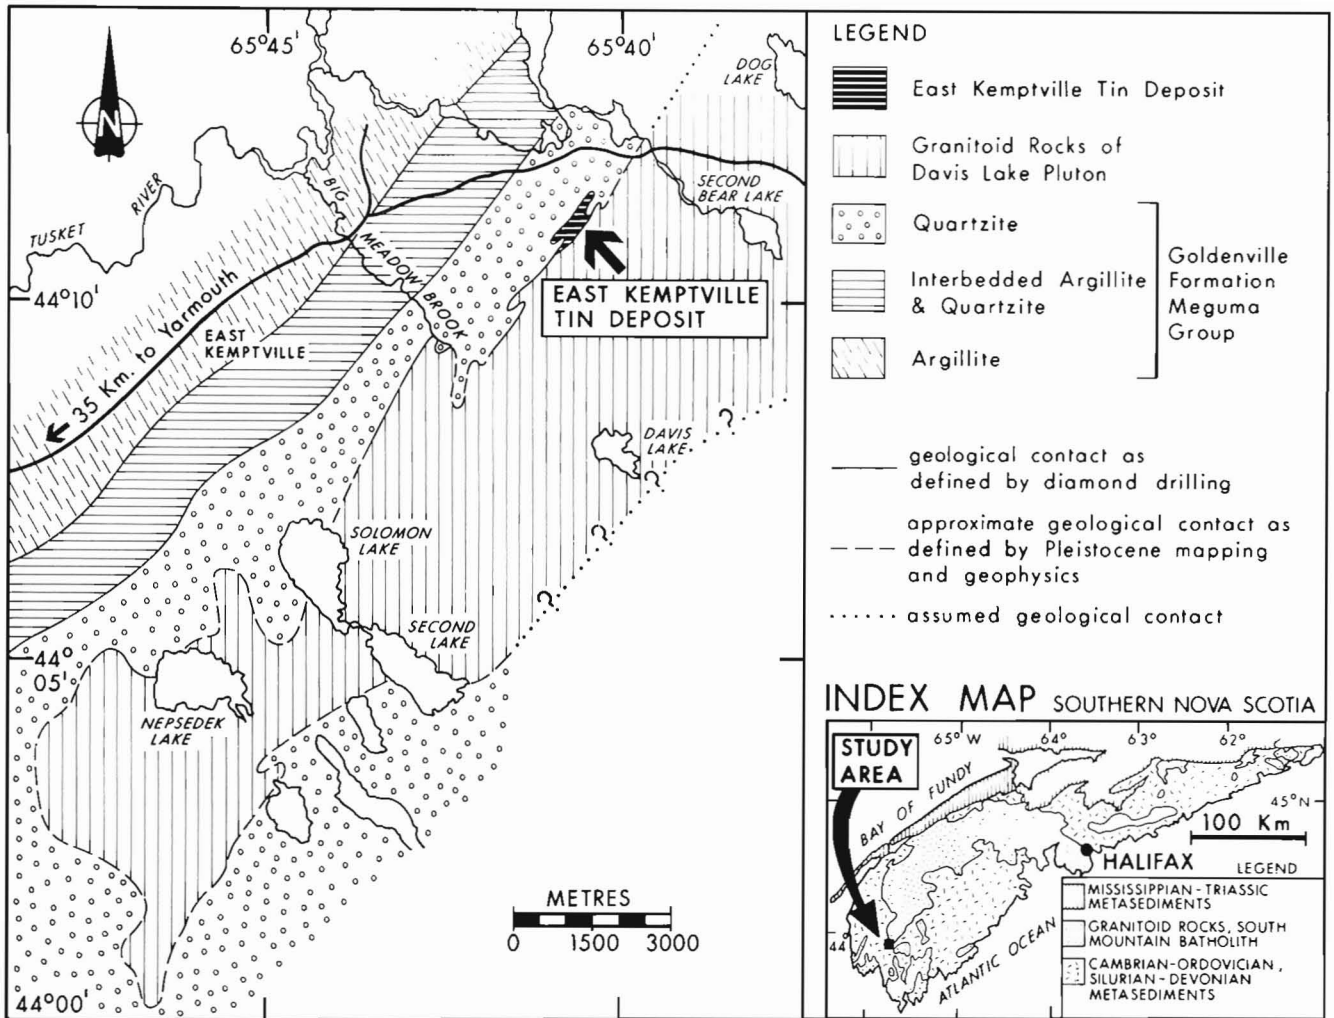 65°45'
65°40'
DOG
LAKE
N
BIG
SECOND
BEAR LAKE
RIVER
TUSKET
MEADOW BROOK
44°10'
EAST KEMPTVILLE
TIN DEPOSIT
EAST
KEMPTVILLE
35 Km. to Yarmouth
?
DAVIS
LAKE
?
?
SOLOMON
LAKE
?
SECOND
LAKE
44°
05'
NEPSEDEK
LAKE
METRES
0 1500 3000
44°00'
LEGEND
East Kemptville Tin Deposit
Granitoid Rocks of
Davis Lake Pluton
Quartzite
Interbedded Argillite
& Quartzite
Argillite
Goldenville
Formation
Meguma
Group
geological contact as
defined by diamond drilling
approximate geological contact as
defined by Pleistocene mapping
and geophysics
assumed geological contact
INDEX MAP SOUTHERN NOVA SCOTIA
65°W 64° 63° 62°
STUDY
AREA
BAY OF FUNDY
45°N
100 Km
HALIFAX
44°
ATLANTIC OCEAN
LEGEND
MISSISSIPPIAN-TRIASSIC
METASEDIMENTS
GRANITOID ROCKS, SOUTH
MOUNTAIN BATHOLITH
CAMBRIAN-ORDOVICIAN,
SILURIAN-DEVONIAN
METASEDIMENTS